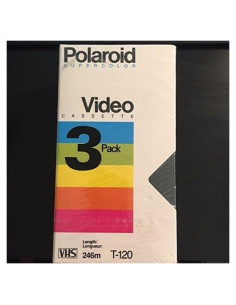 Polaroid
SUPERCOLOR
Video
CASSETTE
3 Pack
Length/
Longueur:
VHS 246m T-120